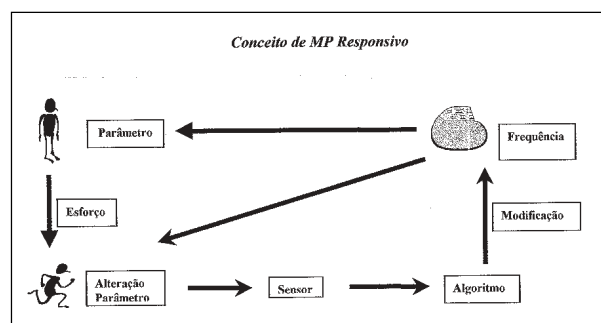 Conceito de MP Responsivo
Parâmetro
Frequência
Esforço
Modificação
Alteração
Parâmetro
Sensor
Algoritmo